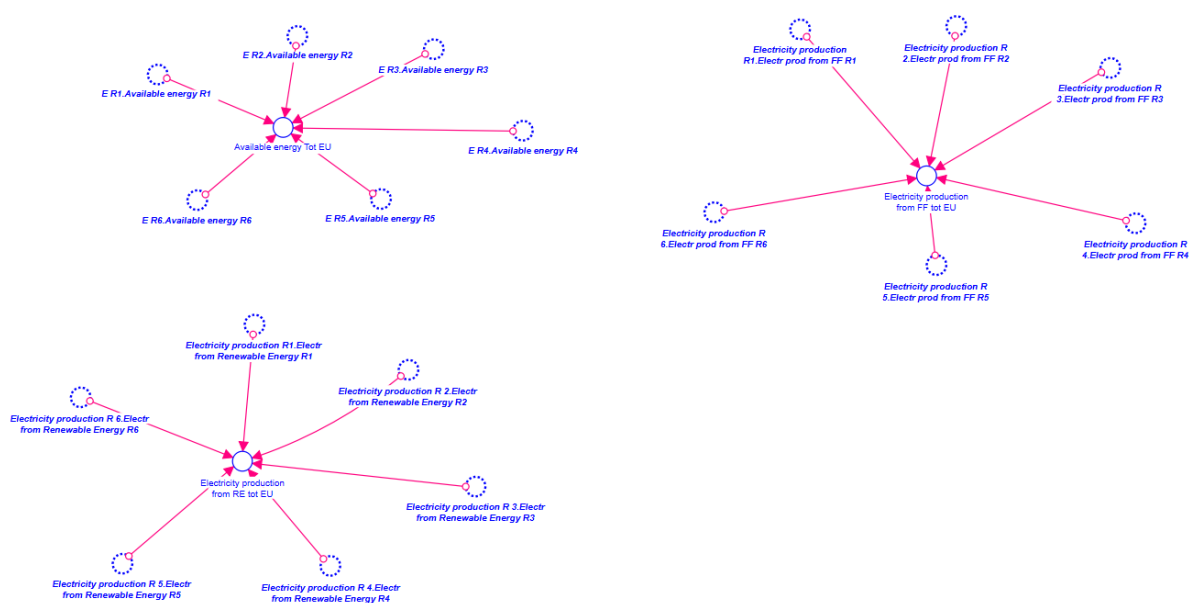 E R2.Available energy R2
E R3.Available energy R3
E R1.Available energy R1
Available energy Tot EU
E R4.Available energy R4
E R6.Available energy R6
E R5.Available energy R5
Electricity production
R1.Electr prod from FF R1
Electricity production R
2.Electr prod from FF R2
Electricity production R
3.Electr prod from FF R3
Electricity production
from FF tot EU
Electricity production R
6.Electr prod from FF R6
Electricity production R
4.Electr prod from FF R4
Electricity production R
5.Electr prod from FF R5
Electricity production R1.Electr
from Renewable Energy R1
Electricity production R 2.Electr
from Renewable Energy R2
Electricity production R 6.Electr
from Renewable Energy R6
Electricity production
from RE tot EU
Electricity production R 3.Electr
from Renewable Energy R3
Electricity production R 5.Electr
from Renewable Energy R5
Electricity production R 4.Electr
from Renewable Energy R4